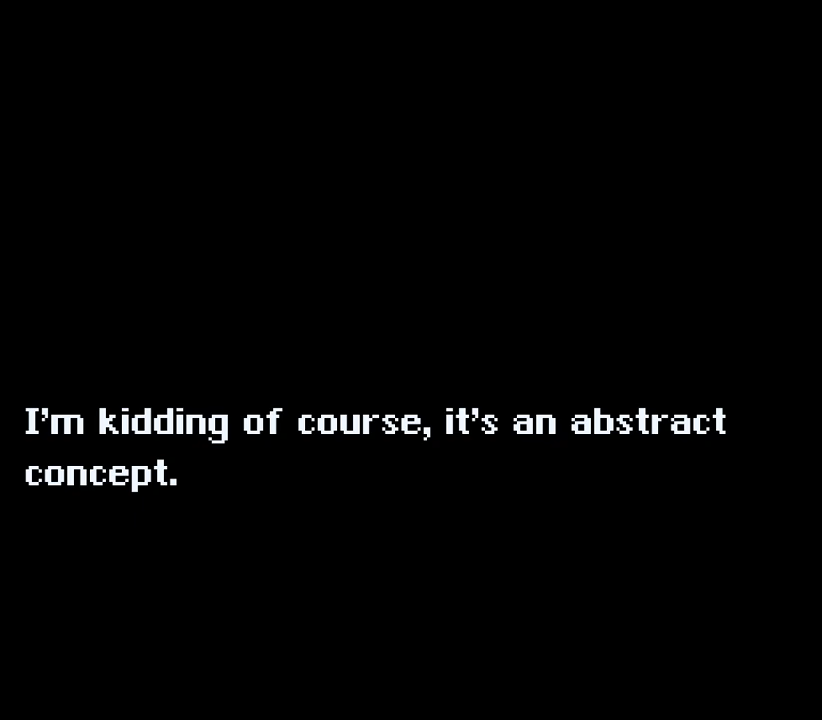 I'm kidding of course, it's an abstract
concept.